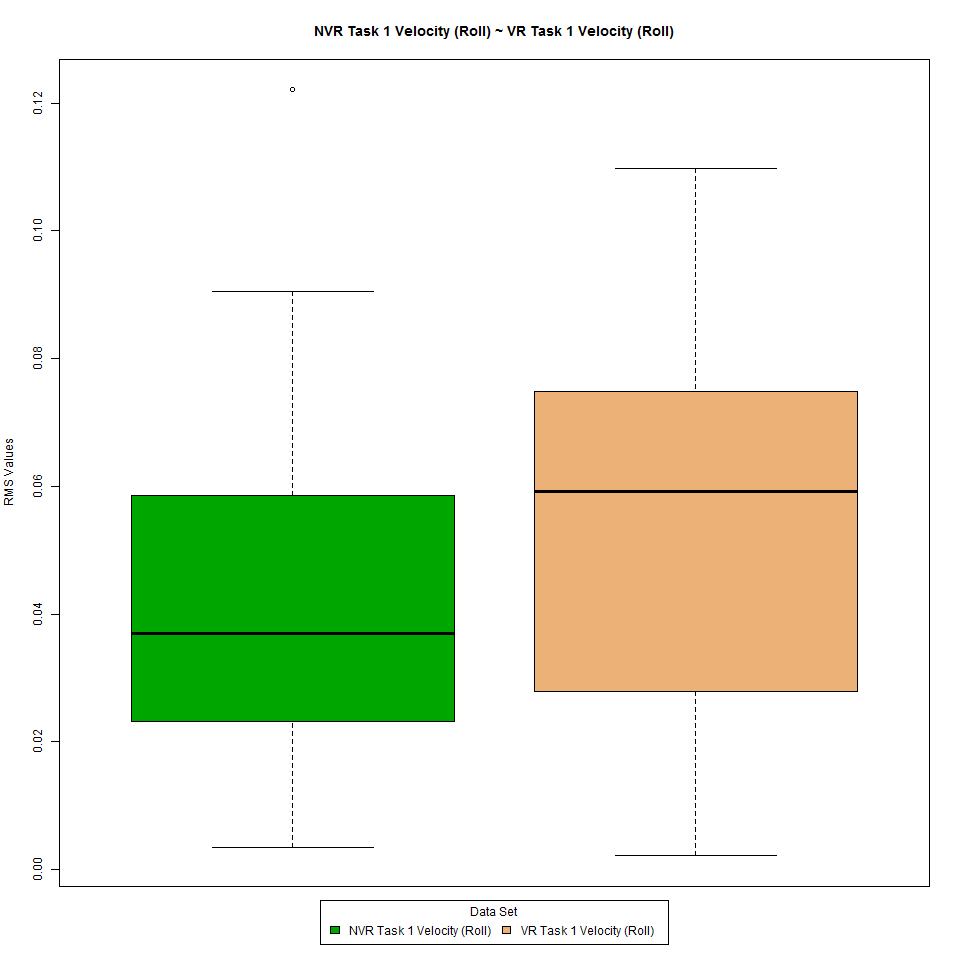 NVR Task 1 Velocity (Roll) ~ VR Task 1 Velocity (Roll)
RMS Values
0.12
0.10
0.08
0.06
0.04
0.02
0.00
Data Set
NVR Task 1 Velocity (Roll) VR Task 1 Velocity (Roll)